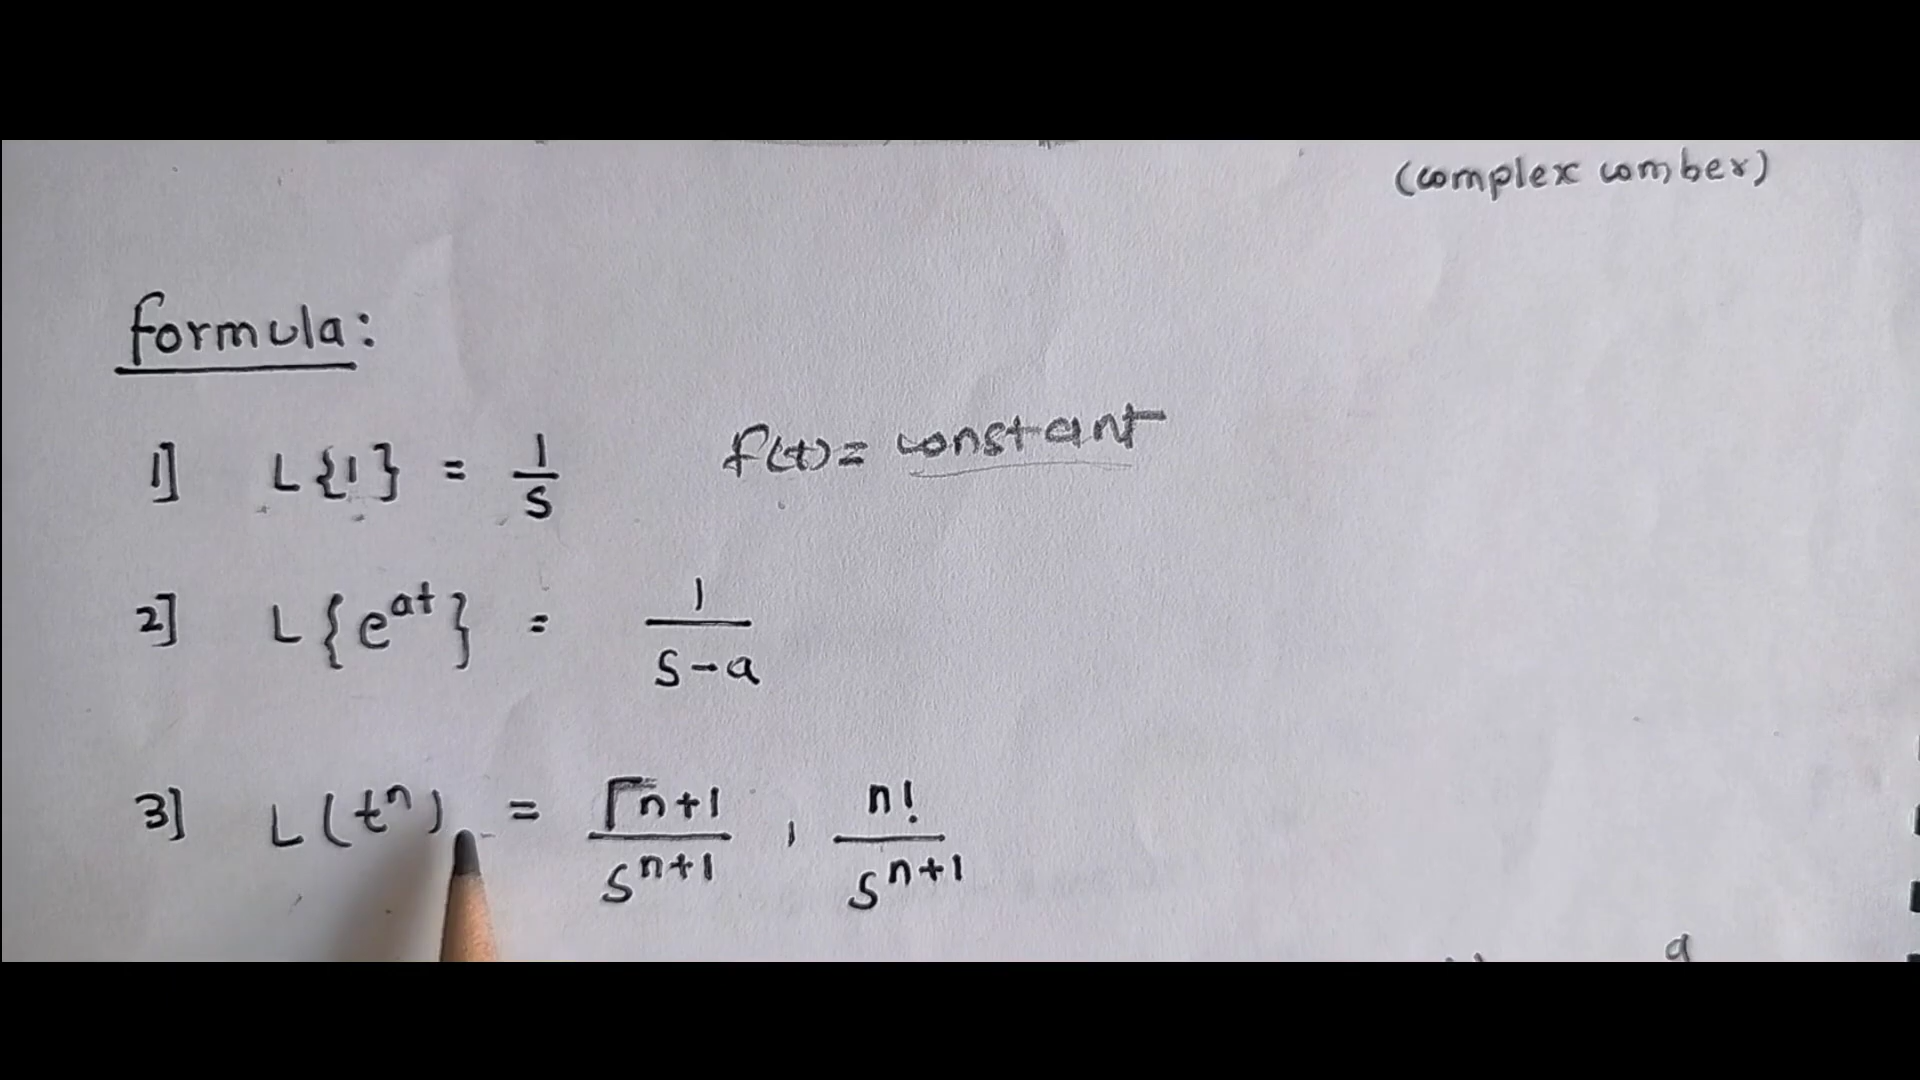 (complex comber)
formula:
1] L{1} = 1/s f(t)= constant
2] L{e^at} = 1/s-a
3] L(t^n) = Γn+1/s^n+1 , n!/s^n+1
a